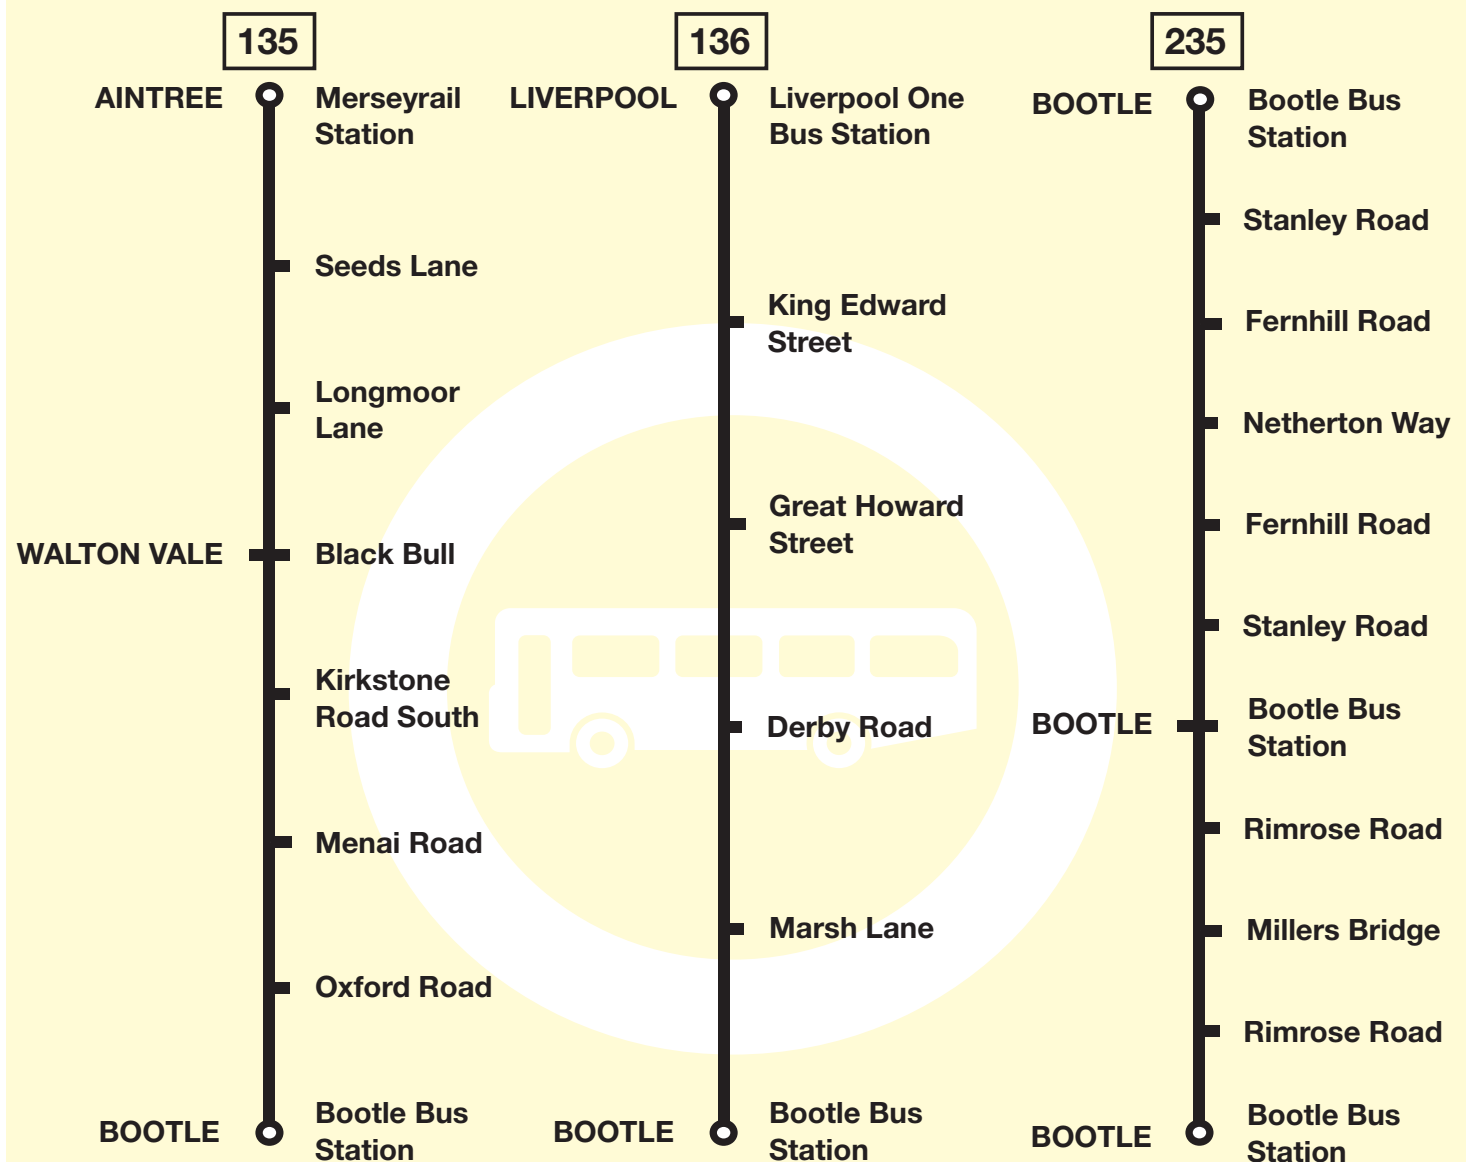 135
AINTREE
Merseyrail
Station
Seeds Lane
Longmoor
Lane
WALTON VALE
Black Bull
Kirkstone
Road South
Menai Road
Oxford Road
BOOTLE
Bootle Bus
Station
136
LIVERPOOL
Liverpool One
Bus Station
King Edward
Street
Great Howard
Street
Derby Road
Marsh Lane
BOOTLE
Bootle Bus
Station
235
BOOTLE
Bootle Bus
Station
Stanley Road
Fernhill Road
Netherton Way
Fernhill Road
Stanley Road
BOOTLE
Bootle Bus
Station
Rimrose Road
Millers Bridge
Rimrose Road
BOOTLE
Bootle Bus
Station